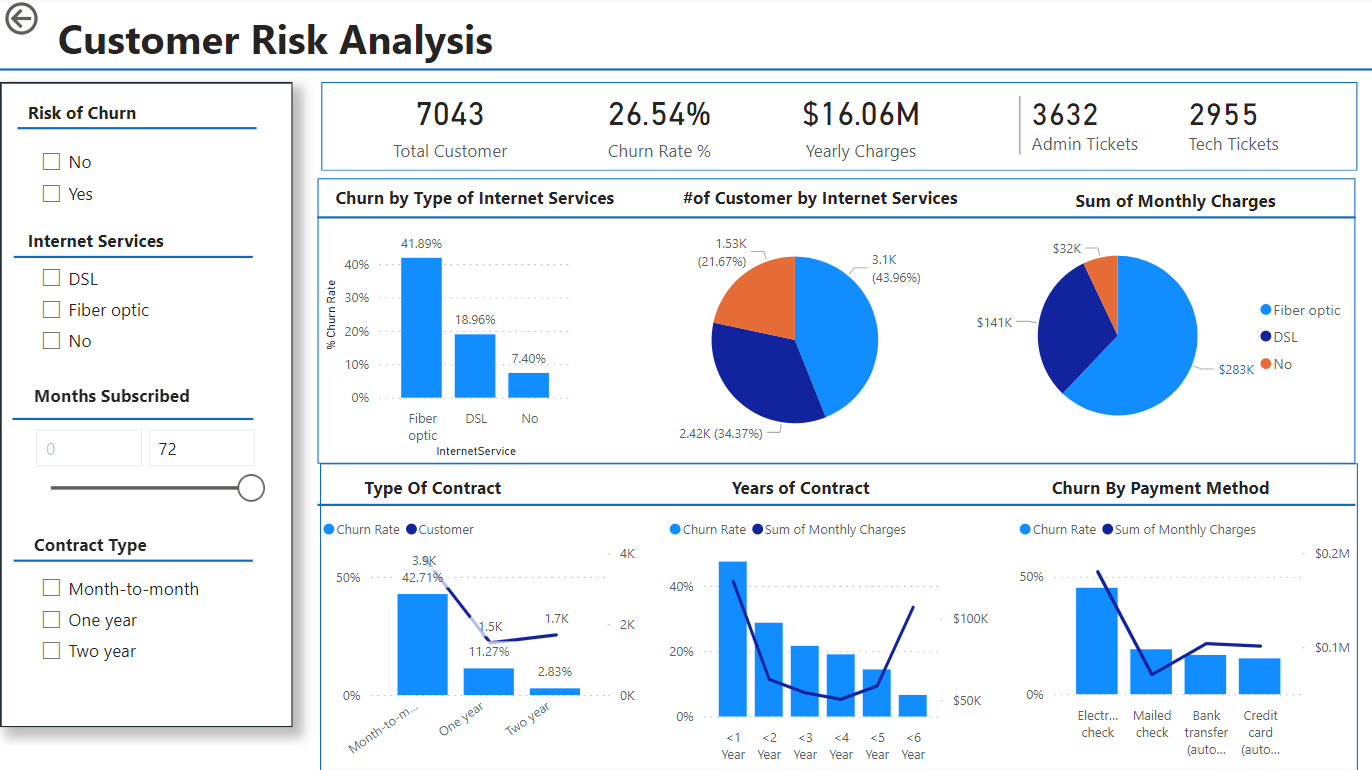 Customer Risk Analysis
Risk of Churn
No
Yes
Internet Services
DSL
Fiber optic
No
Months Subscribed
0
72
Contract Type
Month-to-month
One year
Two year
7043
Total Customer
26.54%
Churn Rate %
$16.06M
Yearly Charges
3632
Admin Tickets
2955
Tech Tickets
Churn by Type of Internet Services
% Churn Rate
40%
30%
20%
10%
0%
41.89%
18.96%
7.40%
Fiber
optic
DSL
No
InternetService
#of Customer by Internet Services
1.53K
(21.67%)
3.1K
(43.96%)
2.42K (34.37%)
Sum of Monthly Charges
$32K
$141K
$283K
Fiber optic
DSL
No
Type Of Contract
Churn Rate
Customer
50%
0%
3.9K
42.71%
1.5K
11.27%
1.7K
2.83%
4K
2K
0K
Month-to-m...
One year
Two year
Years of Contract
Churn Rate
Sum of Monthly Charges
40%
20%
0%
$100K
$50K
<1
Year
<2
Year
<3
Year
<4
Year
<5
Year
<6
Year
Churn By Payment Method
Churn Rate
Sum of Monthly Charges
50%
0%
$0.2M
$0.1M
Electr...
check
Mailed
check
Bank
transfer
(auto...
Credit
card
(auto...